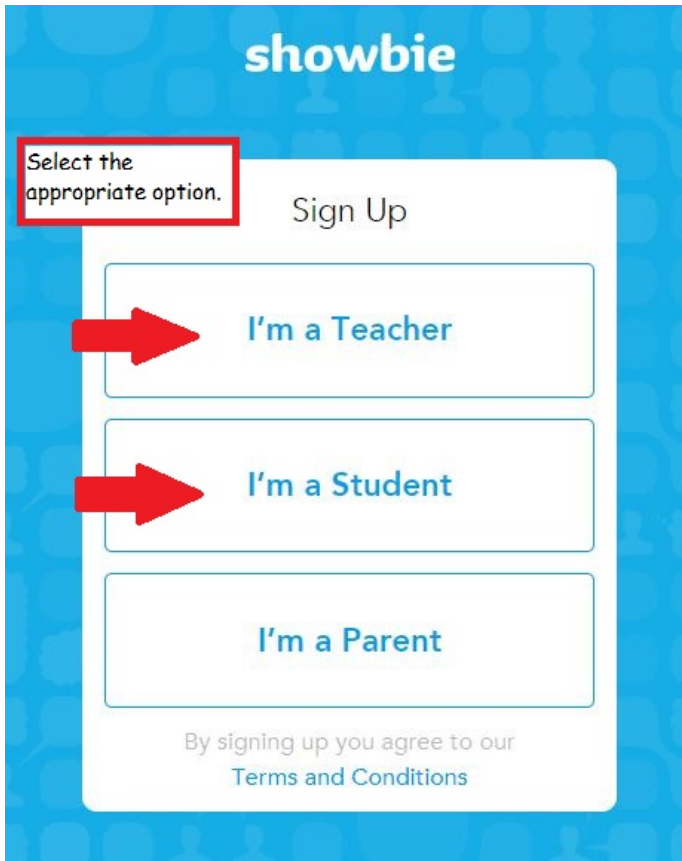 showbie
Select the
appropriate option.
Sign Up
I'm a Teacher
I'm a Student
I'm a Parent
By signing up you agree to our
Terms and Conditions